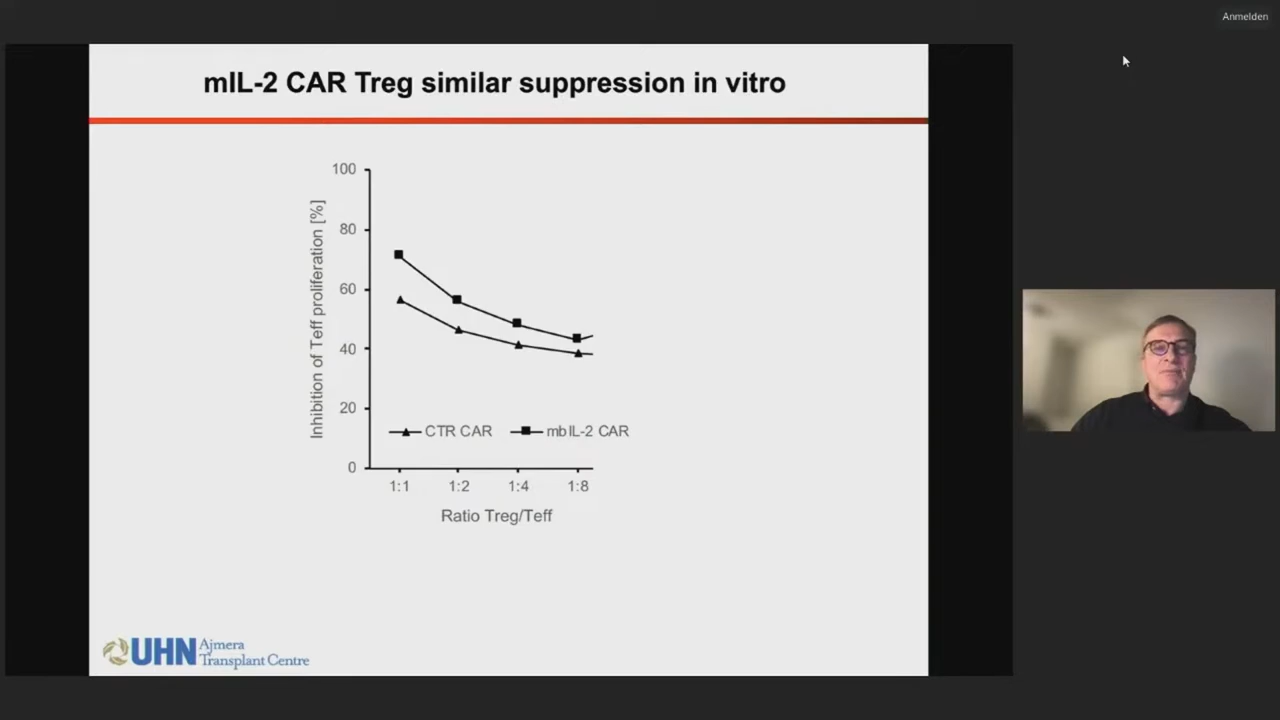 Anmelden
mIL-2 CAR Treg similar suppression in vitro
100
80
60
40
20
0
Inhibition of Teff proliferation [%]
CTR CAR
mbIL-2 CAR
1:1 1:2 1:4 1:8
Ratio Treg/Teff
UHN Ajmera
Transplant Centre